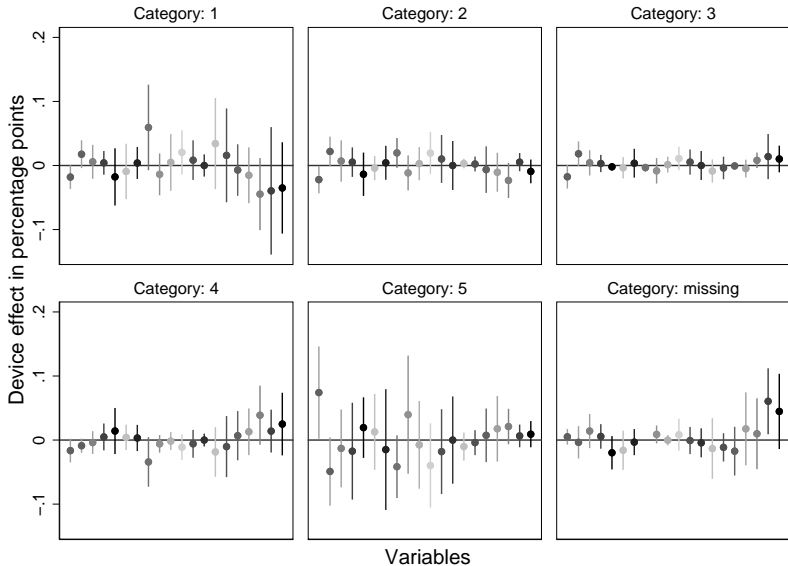 Category: 1
Category: 2
Category: 3
.2
.1
0
-.1
Category: 4
Category: 5
Category: missing
.2
.1
0
-.1
Device effect in percentage points
Variables